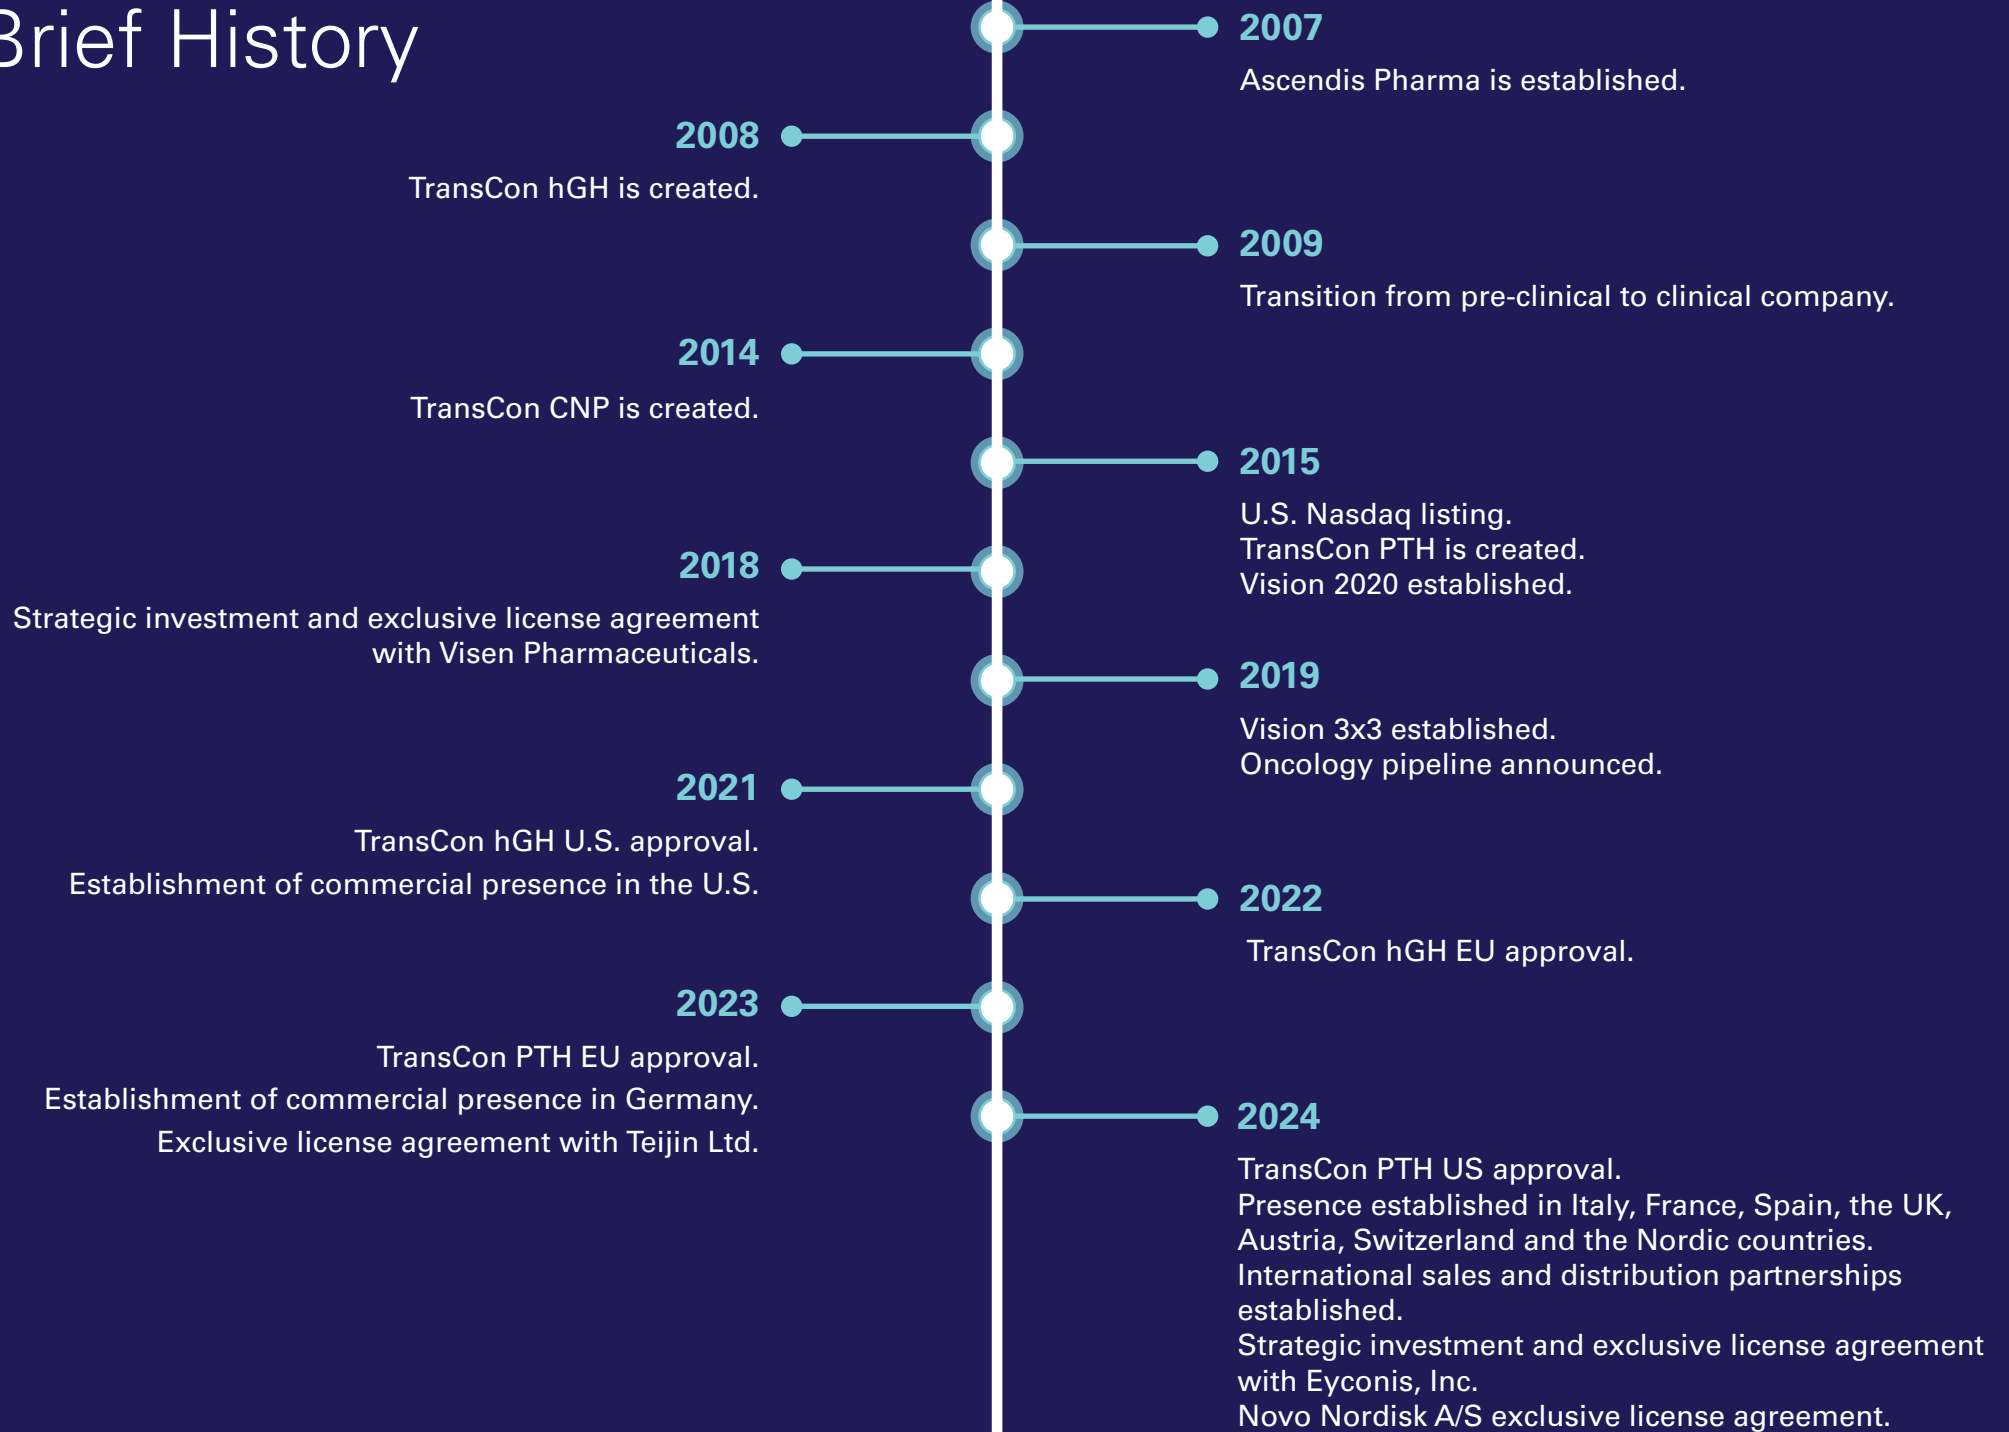 Brief History
2007
Ascendis Pharma is established.
2008
TransCon hGH is created.
2009
Transition from pre-clinical to clinical company.
2014
TransCon CNP is created.
2015
U.S. Nasdaq listing.
TransCon PTH is created.
Vision 2020 established.
2018
Strategic investment and exclusive license agreement
with Visen Pharmaceuticals.
2019
Vision 3x3 established.
Oncology pipeline announced.
2021
TransCon hGH U.S. approval.
Establishment of commercial presence in the U.S.
2022
TransCon hGH EU approval.
2023
TransCon PTH EU approval.
Establishment of commercial presence in Germany.
Exclusive license agreement with Teijin Ltd.
2024
TransCon PTH US approval.
Presence established in Italy, France, Spain, the UK,
Austria, Switzerland and the Nordic countries.
International sales and distribution partnerships
established.
Strategic investment and exclusive license agreement
with Eyconis, Inc.
Novo Nordisk A/S exclusive license agreement.